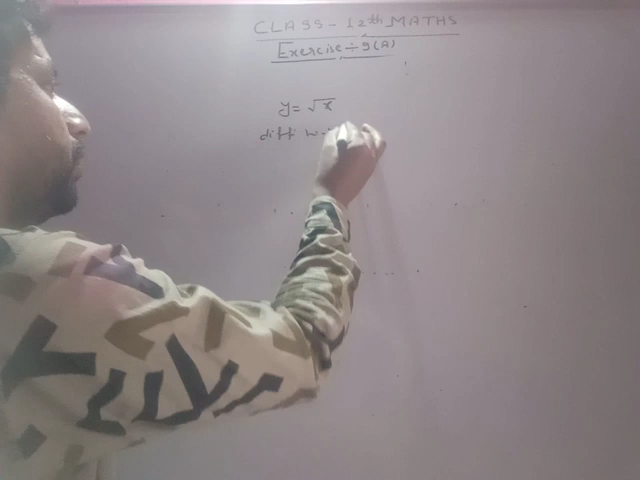 CLASS - 12th MATHS
Exercise ÷ 9(A)
y = √x
diff w.